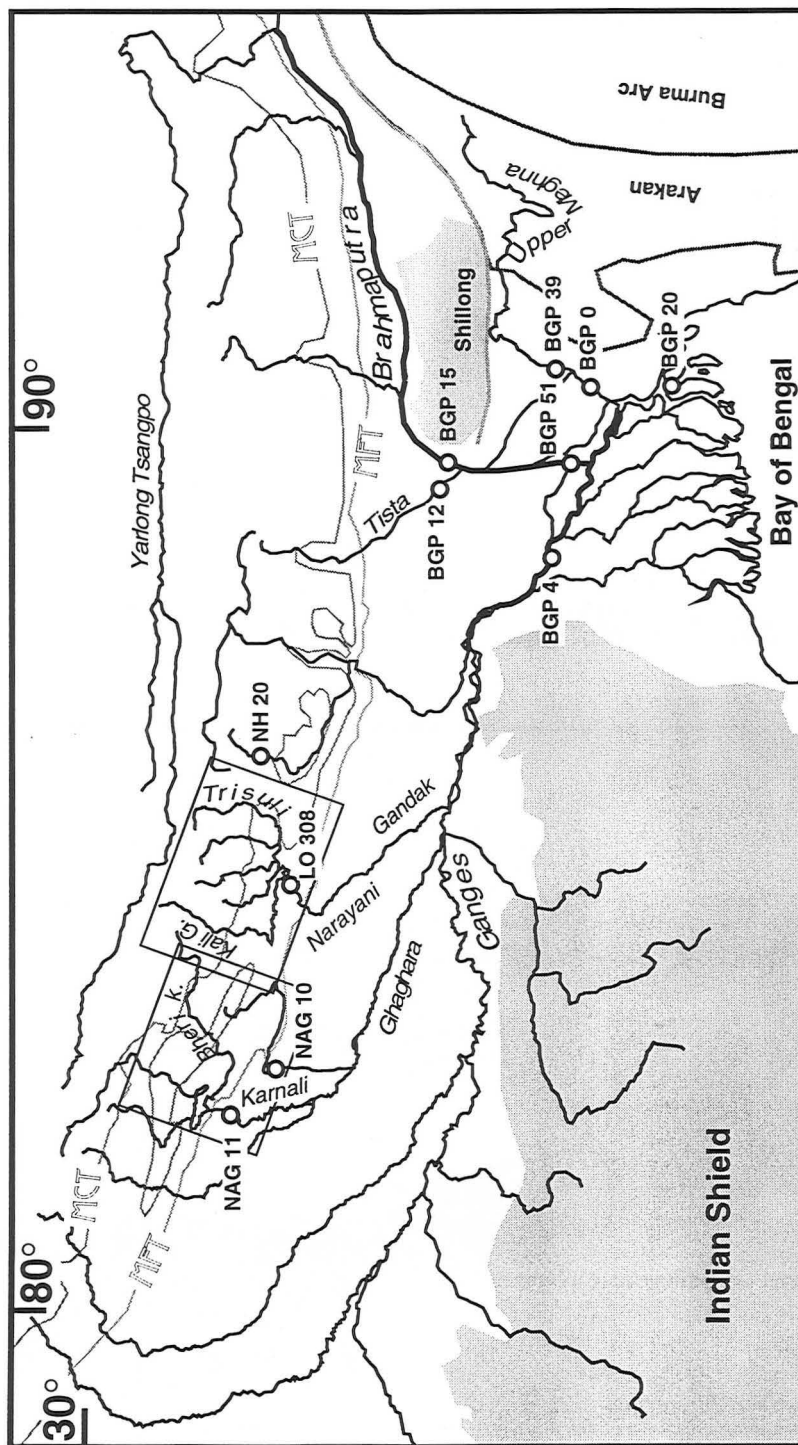 80°
90°
30°
Yarlong Tsangpo
MCT
MCT
MFT
MFT
Brahmaputra
NH 20
Trisuli
Kali G.
Bheri
k.
LO 308
NAG 10
NAG 11
Karnali
Narayani
Gandak
Ghaghara
Ganges
Tista
BGP 12
BGP 15
Shillong
Upper
Meghna
BGP 39
BGP 0
BGP 51
BGP 4
BGP 20
Burma Arc
Arakan
Indian Shield
Bay of Bengal